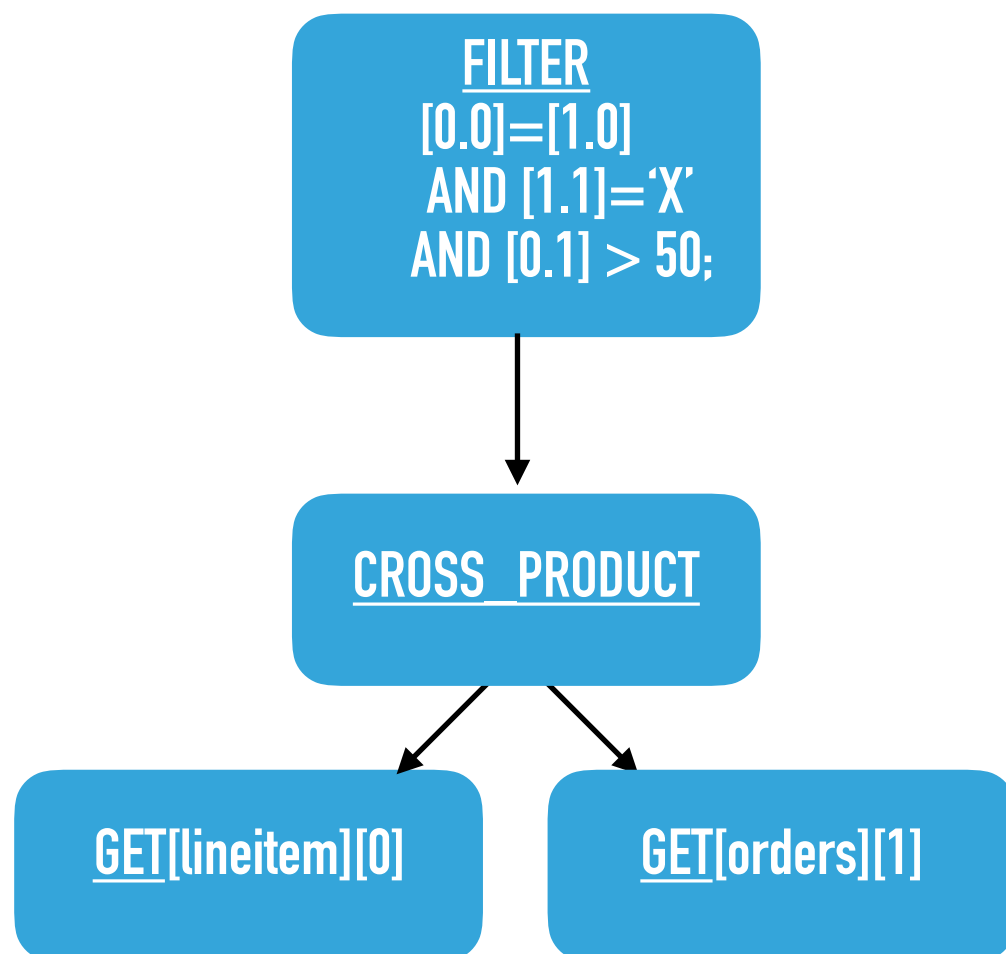 FILTER
[0.0]=[1.0]
AND [1.1]=‘X’
AND [0.1] > 50;
CROSS_PRODUCT
GET[lineitem][0]
GET[orders][1]